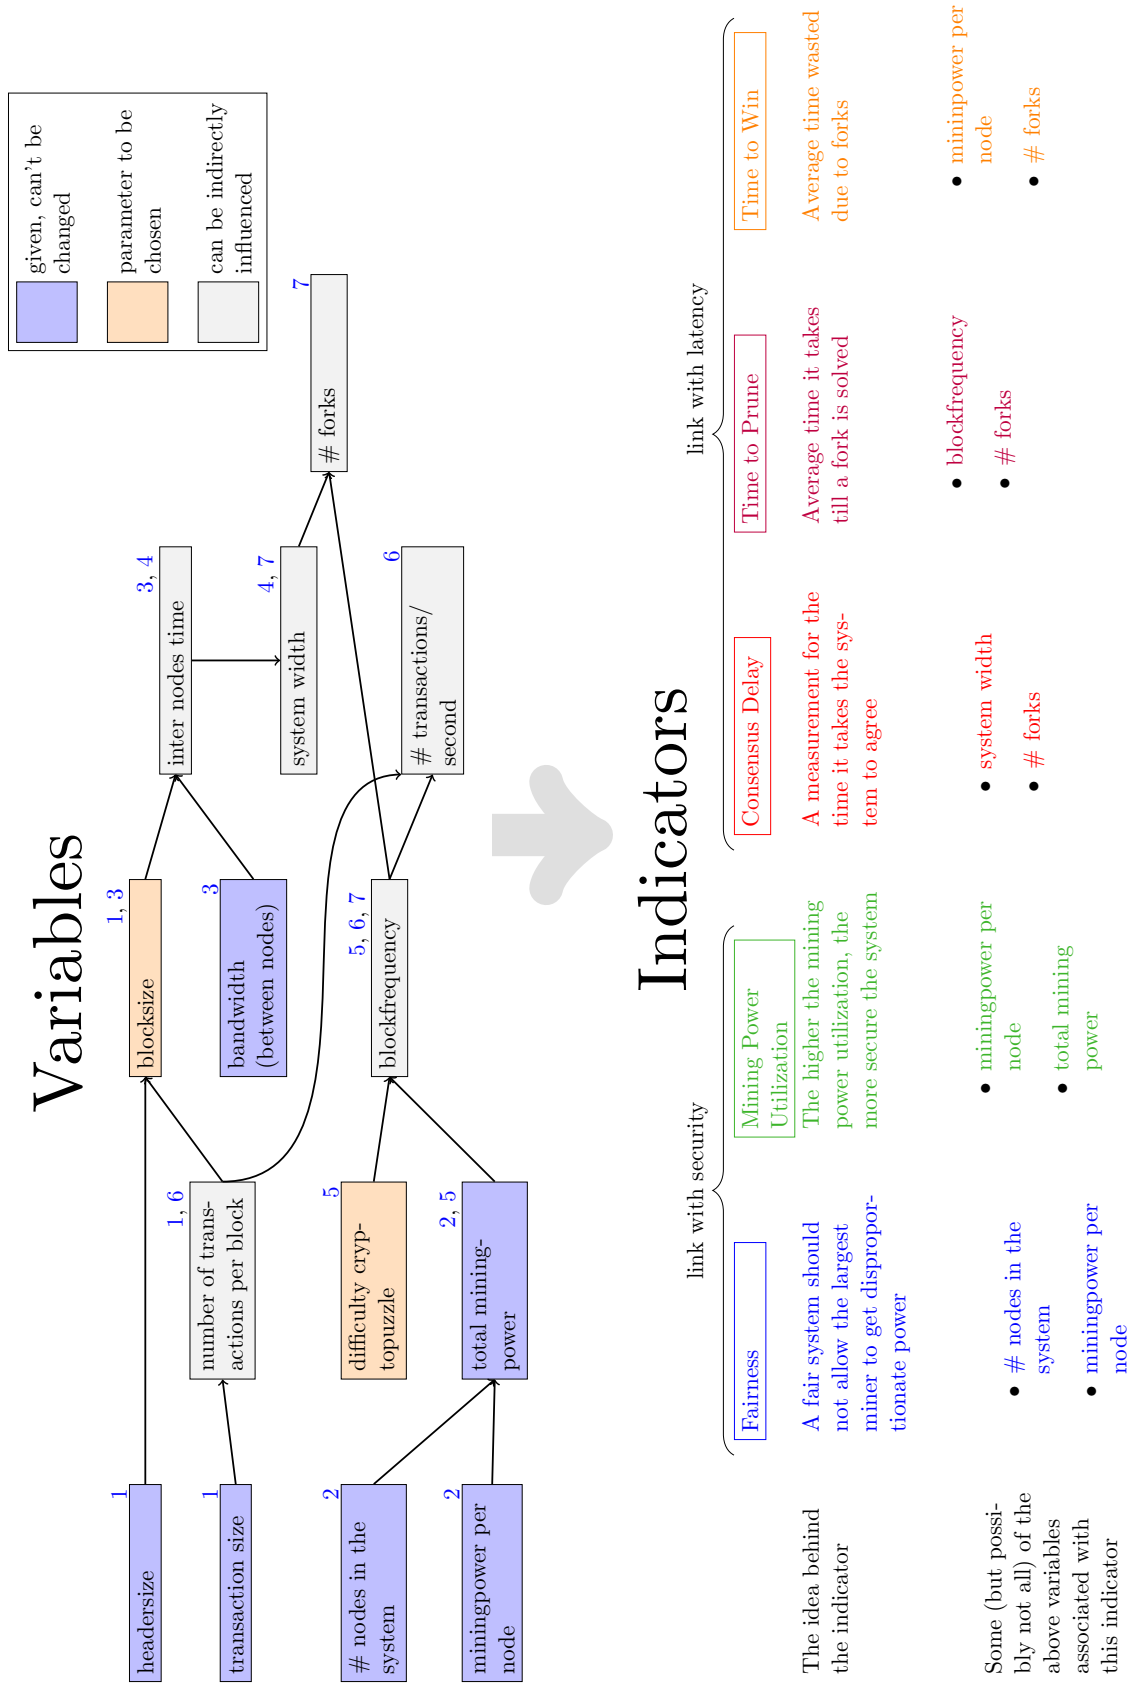 Variables
given, can't be
changed
parameter to be
chosen
can be indirectly
influenced
1
headersize
1
transaction size
2
# nodes in the
system
2
miningpower per
node
1, 6
number of trans-
actions per block
5
difficulty cryp-
topuzzle
2, 5
total mining-
power
1, 3
blocksize
3
bandwidth
(between nodes)
5, 6, 7
blockfrequency
3, 4
inter nodes time
4, 7
system width
6
# transactions/
second
7
# forks
Indicators
link with security
link with latency
Fairness
Mining Power
Utilization
Consensus Delay
Time to Prune
Time to Win
The idea behind
the indicator
A fair system should
not allow the largest
miner to get dispropor-
tionate power
The higher the mining
power utilization, the
more secure the system
A measurement for the
time it takes the sys-
tem to agree
Average time it takes
till a fork is solved
Average time wasted
due to forks
Some (but possi-
bly not all) of the
above variables
associated with
this indicator
• # nodes in the
system
• miningpower per
node
• miningpower per
node
• total mining
power
• system width
• # forks
• blockfrequency
• # forks
• mininpower per
node
• # forks